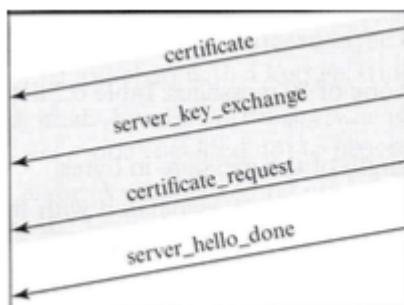 certificate
server_key_exchange
certificate_request
server_hello_done